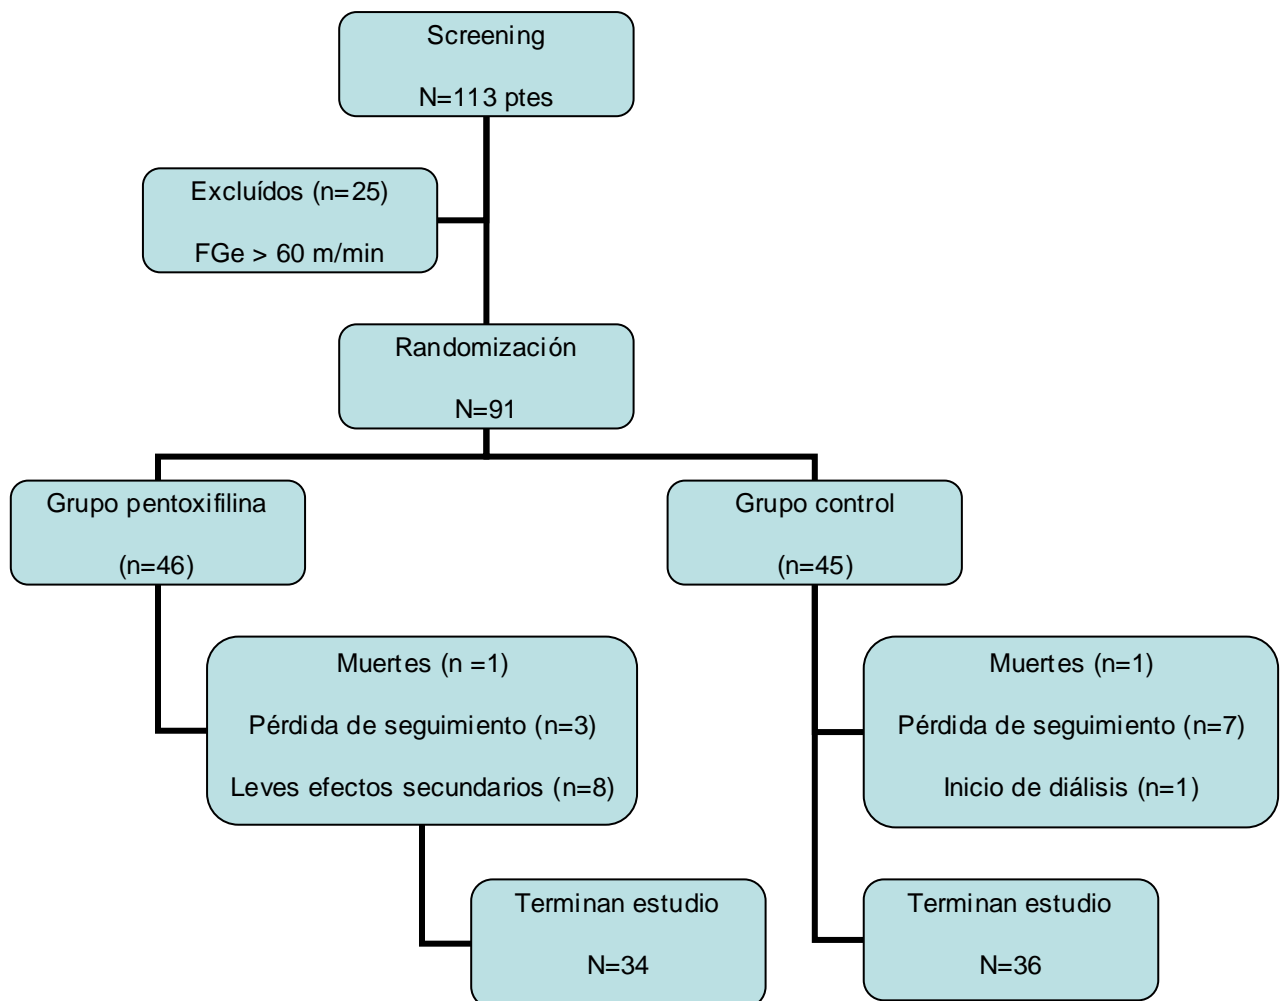 Screening
N=113 ptes
Excluídos (n=25)
FGe > 60 m/min
Randomización
N=91
Grupo pentoxifilina
(n=46)
Grupo control
(n=45)
Muertes (n =1)
Pérdida de seguimiento (n=3)
Leves efectos secundarios (n=8)
Muertes (n=1)
Pérdida de seguimiento (n=7)
Inicio de diálisis (n=1)
Terminan estudio
N=34
Terminan estudio
N=36